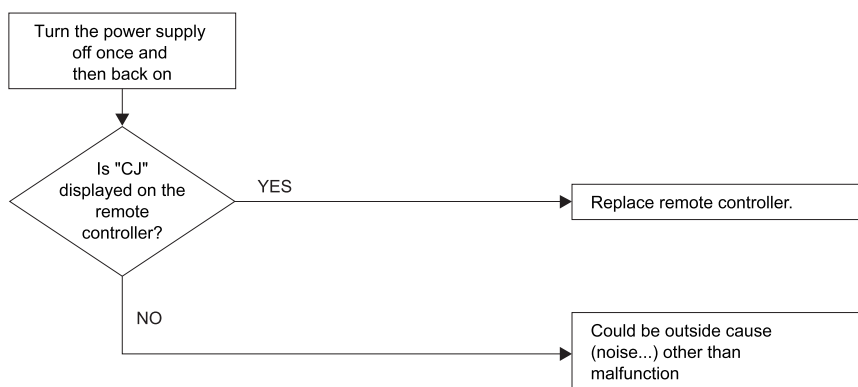 Turn the power supply
off once and
then back on
Is "CJ"
displayed on the
remote
controller?
YES
Replace remote controller.
NO
Could be outside cause
(noise...) other than
malfunction